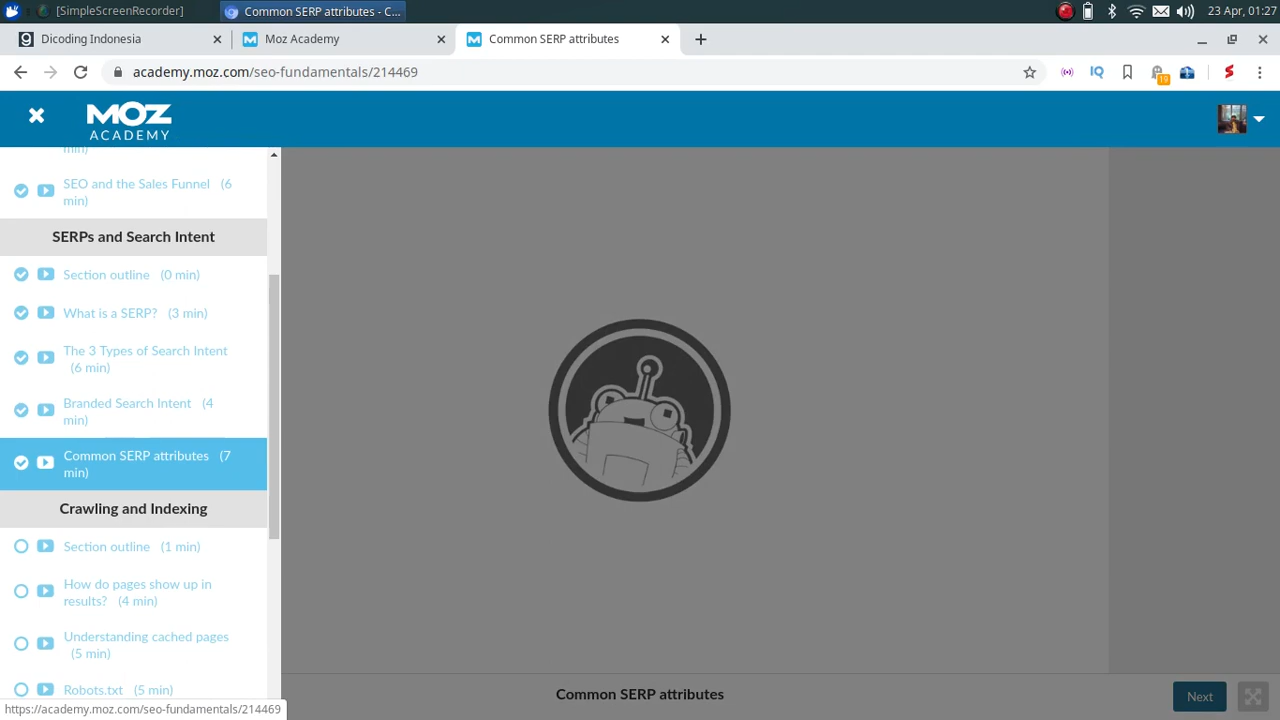 [SimpleScreenRecorder]
Common SERP attributes - C...
23 Apr, 01:27
Dicoding Indonesia
Moz Academy
Common SERP attributes
academy.moz.com/seo-fundamentals/214469
IQ
19
MOZ
ACADEMY
min)
SEO and the Sales Funnel (6
min)
SERPs and Search Intent
Section outline (0 min)
What is a SERP? (3 min)
The 3 Types of Search Intent
(6 min)
Branded Search Intent (4
min)
Common SERP attributes (7
min)
Crawling and Indexing
Section outline (1 min)
How do pages show up in
results? (4 min)
Understanding cached pages
(5 min)
Robots.txt (5 min)
https://academy.moz.com/seo-fundamentals/214469
Common SERP attributes
Next